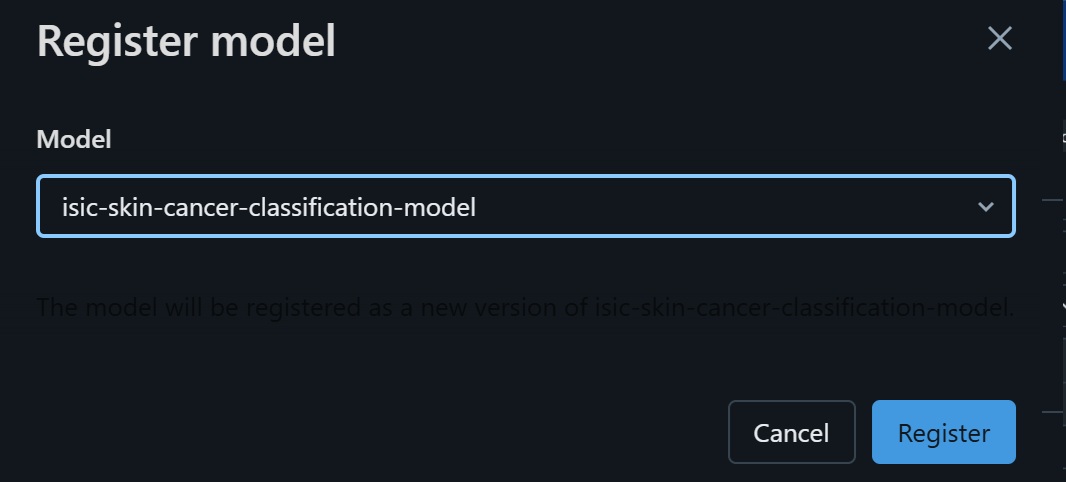 Register model
Model
isic-skin-cancer-classification-model
The model will be registered as a new version of isic-skin-cancer-classification-model.
Cancel
Register